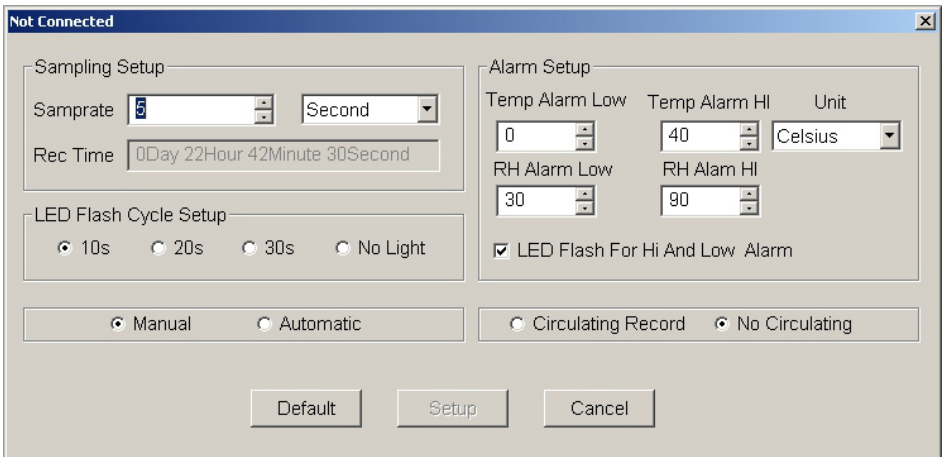 Not Connected
Sampling Setup
Samprate 5 Second
Rec Time 0Day 22Hour 42Minute 30Second
LED Flash Cycle Setup
10s 20s 30s No Light
Manual Automatic
Alarm Setup
Temp Alarm Low Temp Alarm HI Unit
0 40 Celsius
RH Alarm Low RH Alam HI
30 90
LED Flash For Hi And Low Alarm
Circulating Record No Circulating
Default Setup Cancel